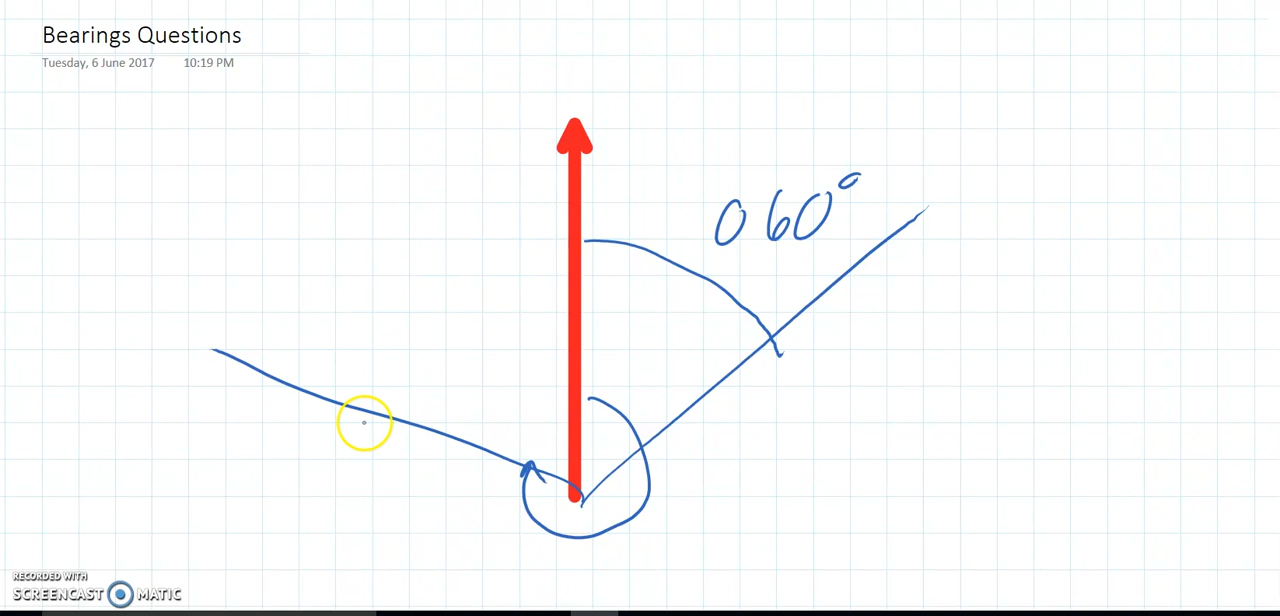 Bearings Questions
Tuesday, 6 June 2017 10:19 PM
060°
RECORDED WITH
SCREENCAST MATIC